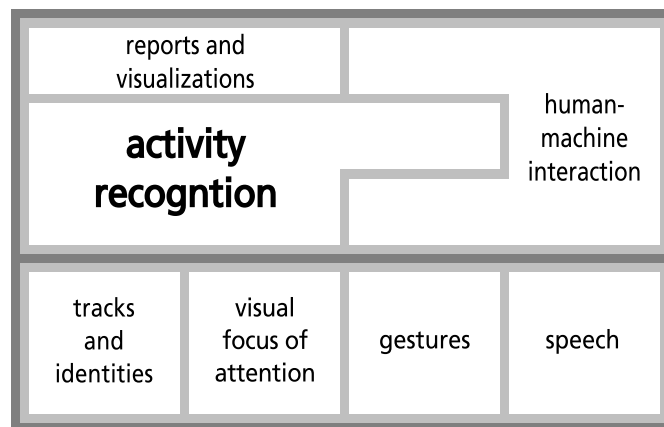 reports and
visualizations
activity
recogntion
human-
machine
interaction
tracks
and
identities
visual
focus of
attention
gestures
speech